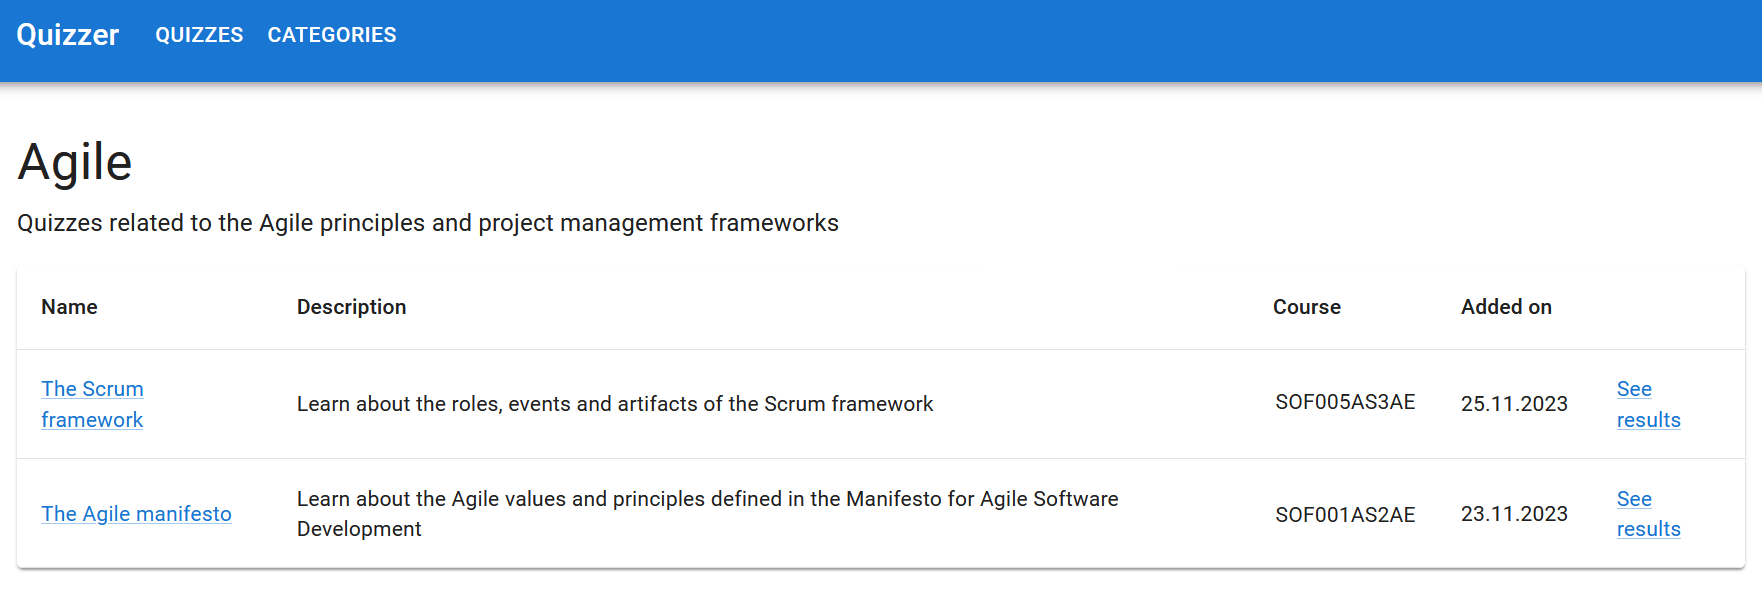 Quizzer QUIZZES CATEGORIES
Agile
Quizzes related to the Agile principles and project management frameworks
Name Description Course Added on
The Scrum
framework
Learn about the roles, events and artifacts of the Scrum framework
SOF005AS3AE
25.11.2023
See
results
The Agile manifesto
Learn about the Agile values and principles defined in the Manifesto for Agile Software
Development
SOF001AS2AE
23.11.2023
See
results